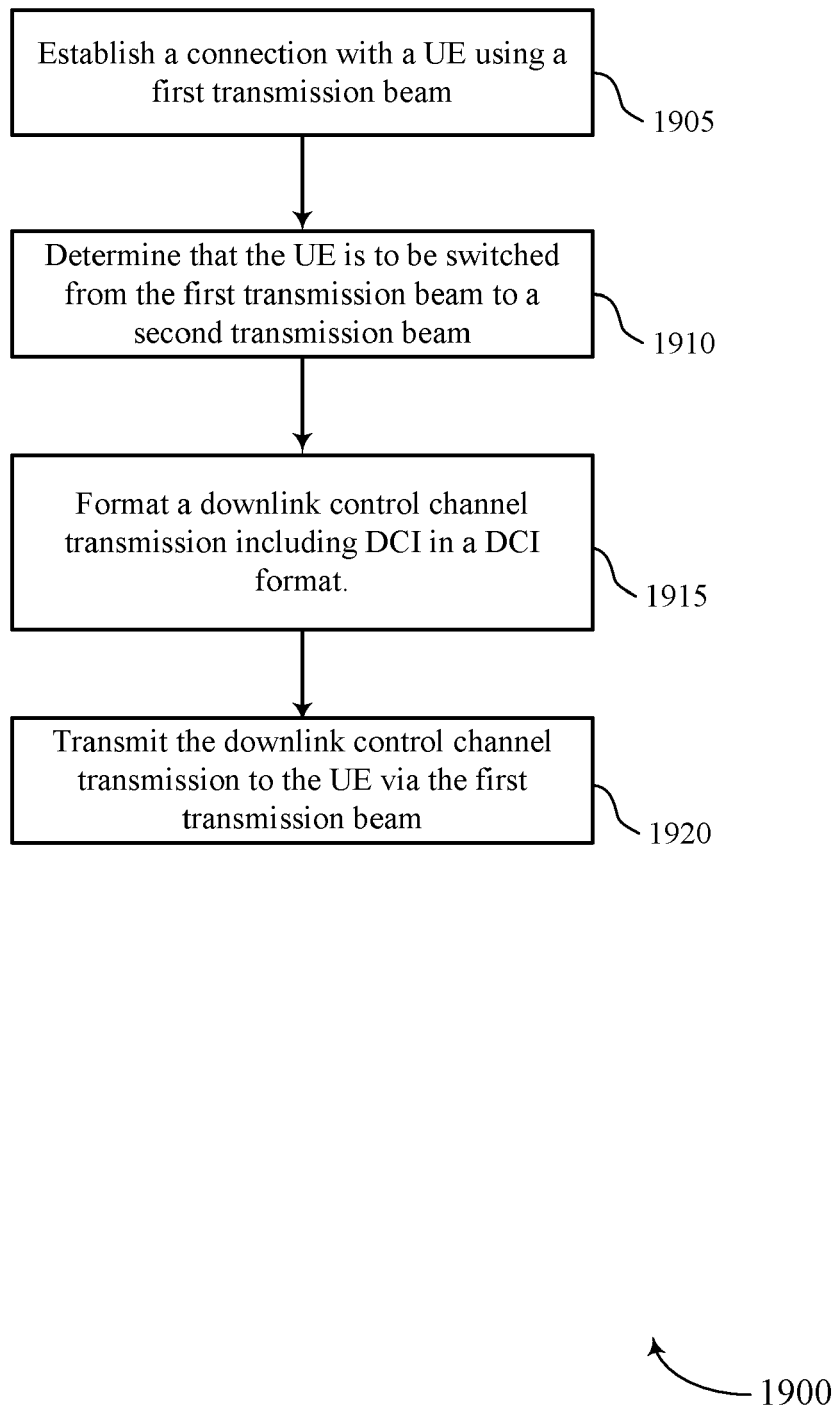 Establish a connection with a UE using a
first transmission beam
1905
Determine that the UE is to be switched
from the first transmission beam to a
second transmission beam
1910
Format a downlink control channel
transmission including DCI in a DCI
format.
1915
Transmit the downlink control channel
transmission to the UE via the first
transmission beam
1920
1900